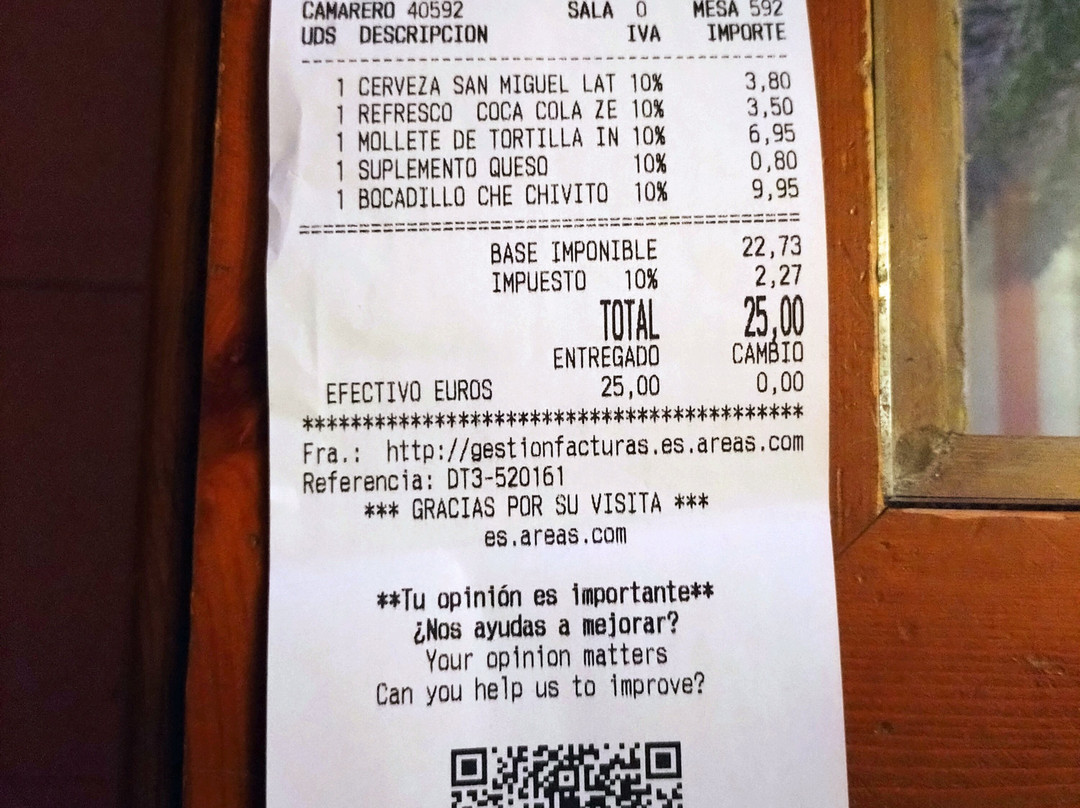 CAMARERO 40592 SALA 0 MESA 592
UDS DESCRIPCION IVA IMPORTE
1 CERVEZA SAN MIGUEL LAT 10% 3,80
1 REFRESCO COCA COLA ZE 10% 3,50
1 MOLLETE DE TORTILLA IN 10% 6,95
1 SUPLEMENTO QUESO 10% 0,80
1 BOCADILLO CHE CHIVITO 10% 9,95
BASE IMPONIBLE 22,73
IMPUESTO 10% 2,27
TOTAL 25,00
ENTREGADO CAMBIO
EFECTIVO EUROS 25,00 0,00
******************************************
Fra.: http://gestionfacturas.es.areas.com
Referencia: DT3-520161
*** GRACIAS POR SU VISITA ***
es.areas.com
**Tu opinión es importante**
¿Nos ayudas a mejorar?
Your opinion matters
Can you help us to improve?